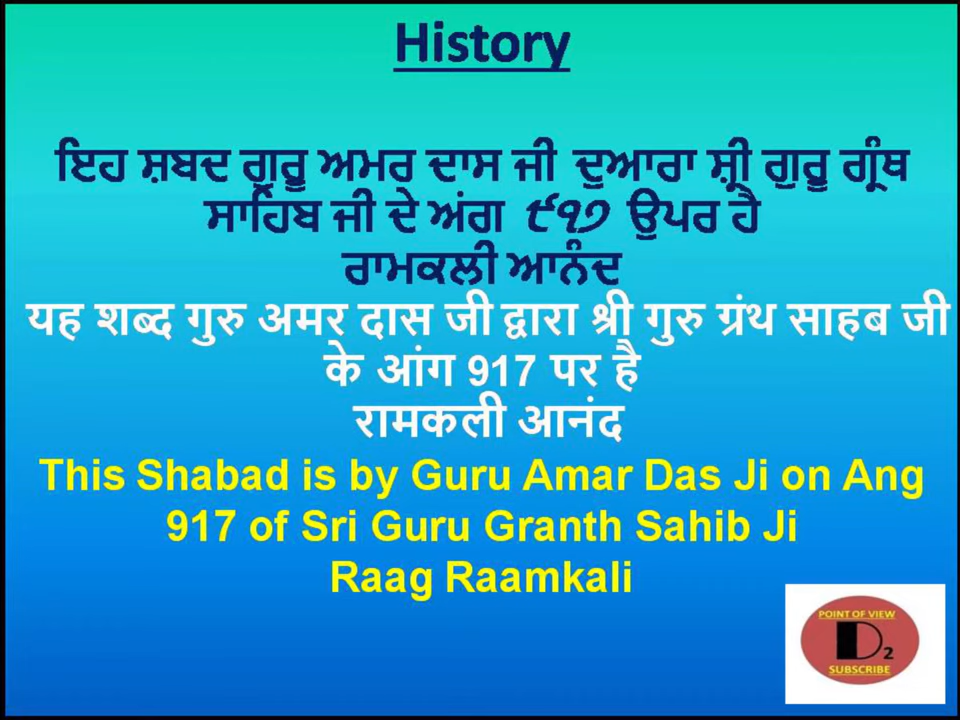 History
ਇਹ ਸ਼ਬਦ ਗੁਰੂ ਅਮਰ ਦਾਸ ਜੀ ਦੁਆਰਾ ਸ਼੍ਰੀ ਗੁਰੂ ਗ੍ਰੰਥ
ਸਾਹਿਬ ਜੀ ਦੇ ਅੰਗ ੯੧੭ ਉਪਰ ਹੈ
ਰਾਮਕਲੀ ਆਨੰਦ
यह शब्द गुरु अमर दास जी द्वारा श्री गुरु ग्रंथ साहब जी
के आंग 917 पर है
रामकली आनंद
This Shabad is by Guru Amar Das Ji on Ang
917 of Sri Guru Granth Sahib Ji
Raag Raamkali
POINT OF VIEW
D2
SUBSCRIBE